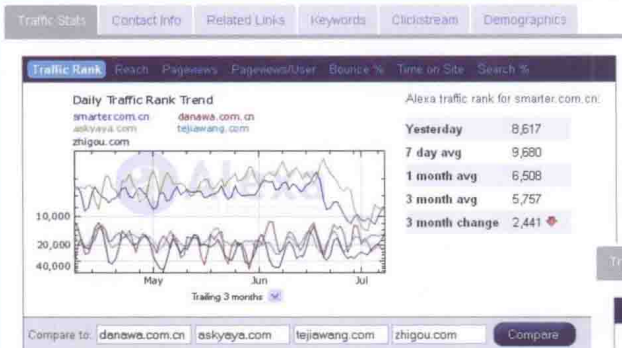 Traffic Stats Contact Info Related Links Keywords Clickstream Demographics
Traffic Rank Reach Pageviews Pageviews/User Bounce % Time on Site Search %
Daily Traffic Rank Trend
smarter.com.cn danawa.com.cn
askyaya.com tejiawang.com
zhigou.com
Alexa traffic rank for smarter.com.cn:
Yesterday 8,617
7 day avg 9,680
1 month avg 6,508
3 month avg 5,757
3 month change 2,441
Alexa
10,000
20,000
40,000
May Jun Jul
Trailing 3 months
Compare to: danawa.com.cn askyaya.com tejiawang.com zhigou.com Compare